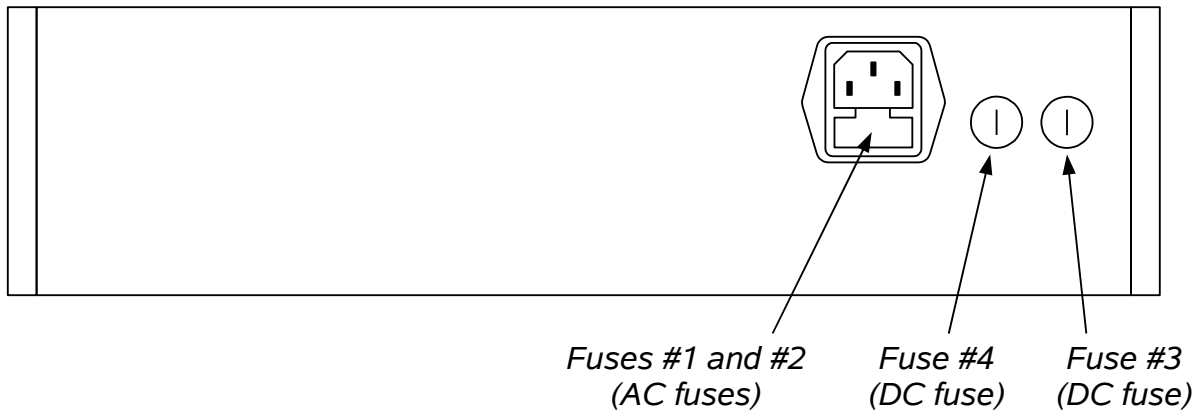 Fuses #1 and #2
(AC fuses)
Fuse #4
(DC fuse)
Fuse #3
(DC fuse)